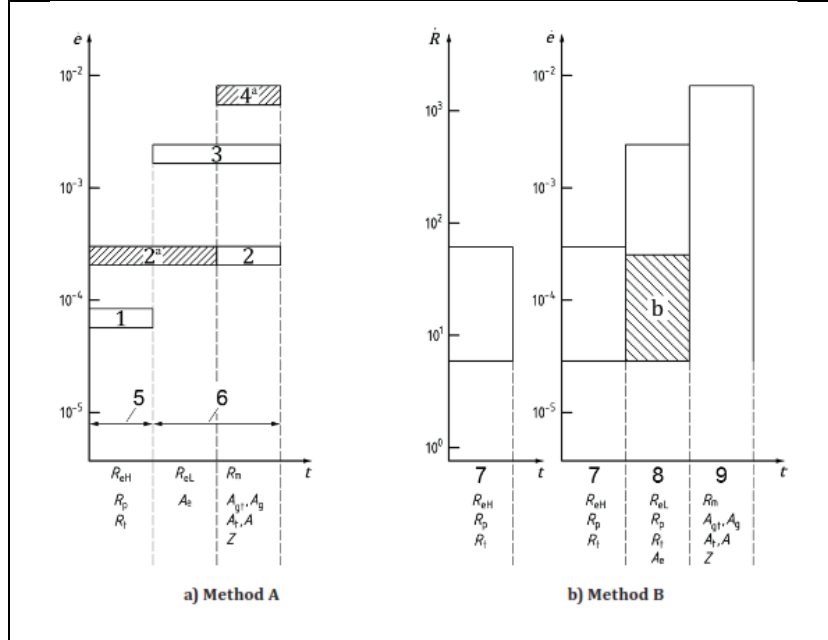 ė
10⁻²
4ᵃ
3
10⁻³
2ᵃ 2
10⁻⁴
1
5 6
10⁻⁵
t
R_eH R_eL R_m
R_p A_e A_gt, A_g
R_t A_t, A
Z
a) Method A
Ṙ
10³
10²
10¹
10⁰
7 t
R_eH
R_p
R_t
ė
10⁻²
10⁻³
10⁻⁴
b
10⁻⁵
7 8 9 t
R_eH R_eL R_m
R_p R_p A_gt, A_g
R_t R_t A_t, A
A_e Z
b) Method B